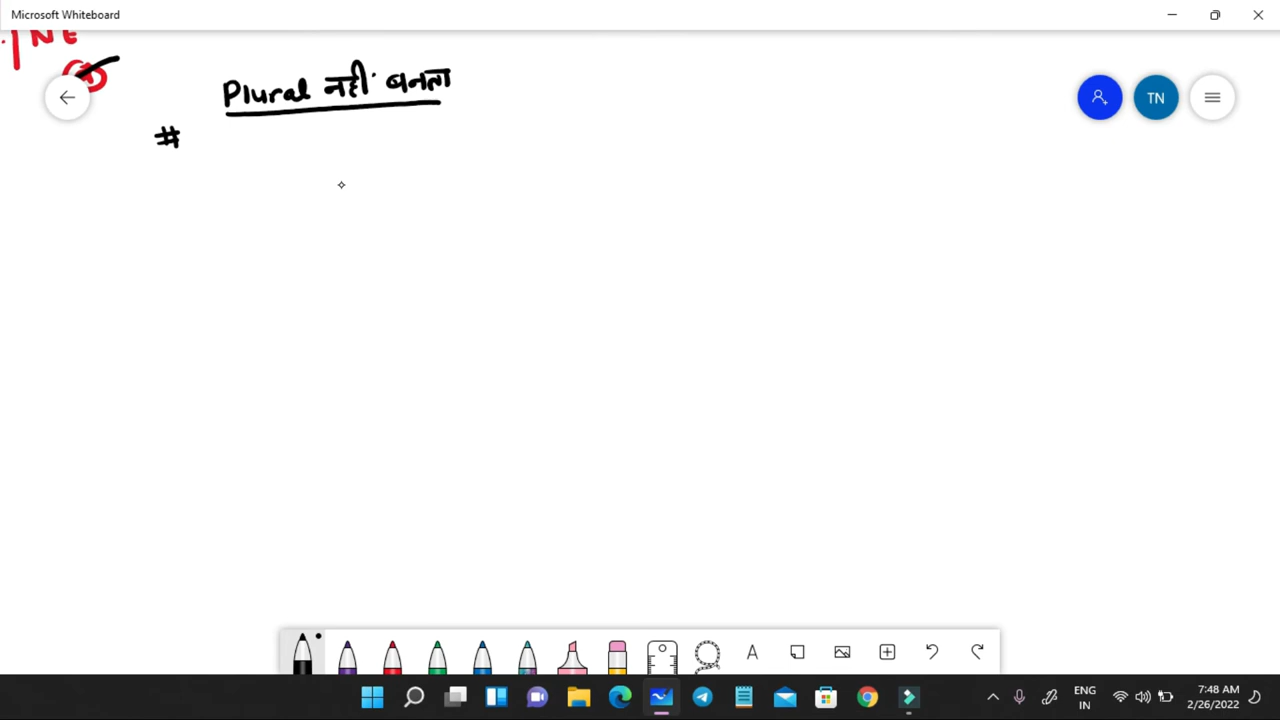 Microsoft Whiteboard
Plural नही बनता
#
TN
A
ENG
IN
7:48 AM
2/26/2022